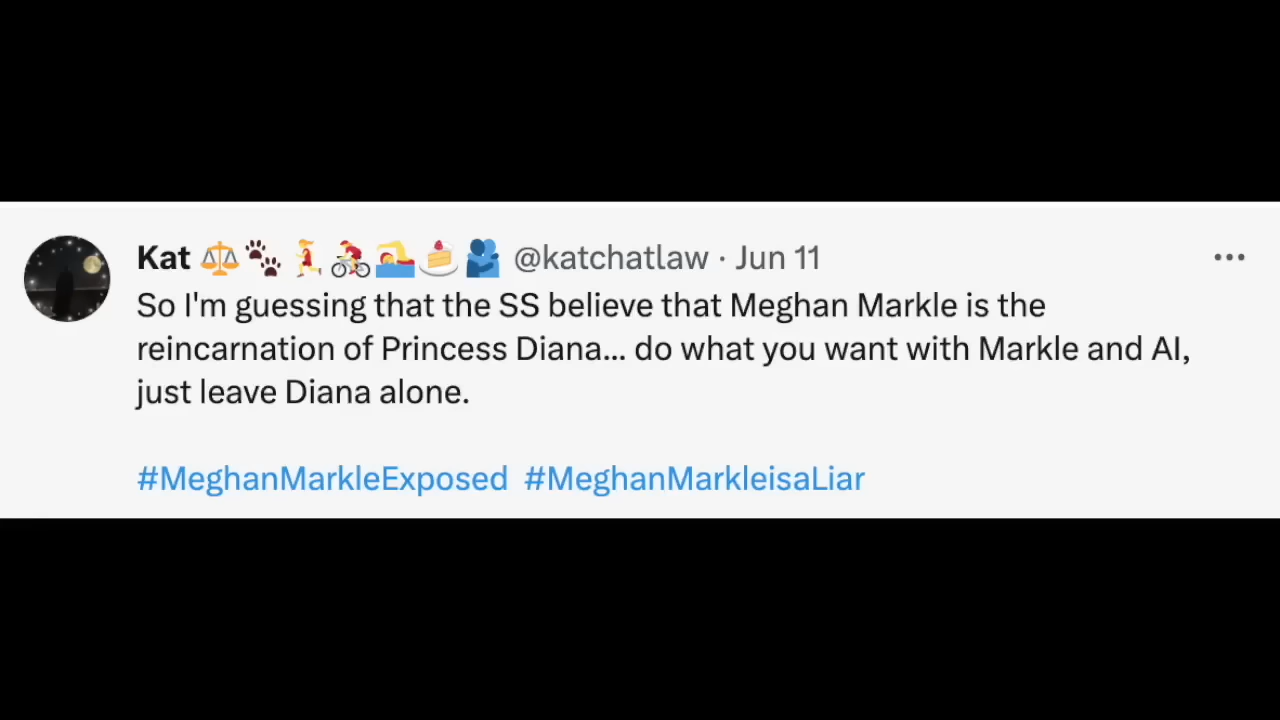 Kat ⚖️🐾🏃‍♀️🚴🏊🍰🫂 @katchatlaw · Jun 11
So I'm guessing that the SS believe that Meghan Markle is the
reincarnation of Princess Diana... do what you want with Markle and AI,
just leave Diana alone.
#MeghanMarkleExposed #MeghanMarkleisaLiar